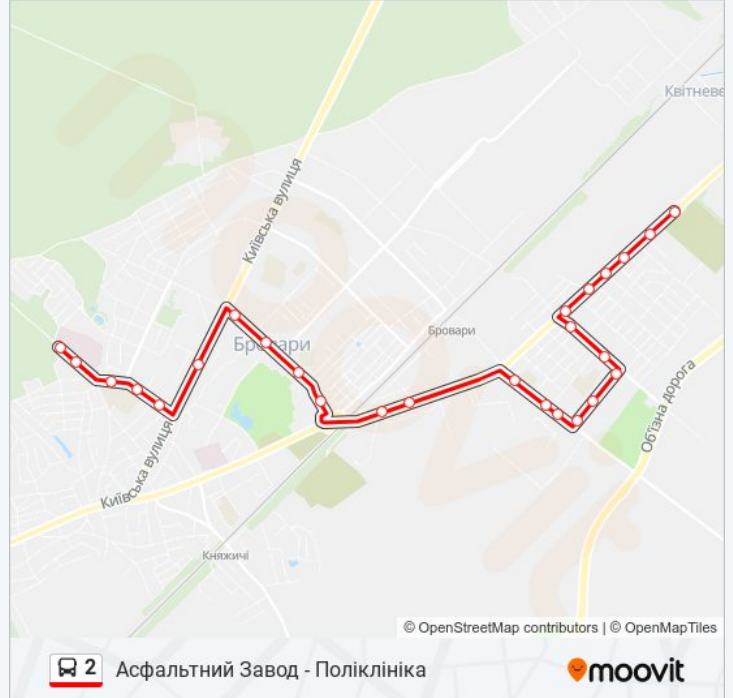 Квітневе
Київська вулиця
Бровари
Бровари
Об'їзна дорога
Київська вулиця
Княжичі
© OpenStreetMap contributors | © OpenMapTiles
2 Асфальтний Завод - Поліклініка
moovit